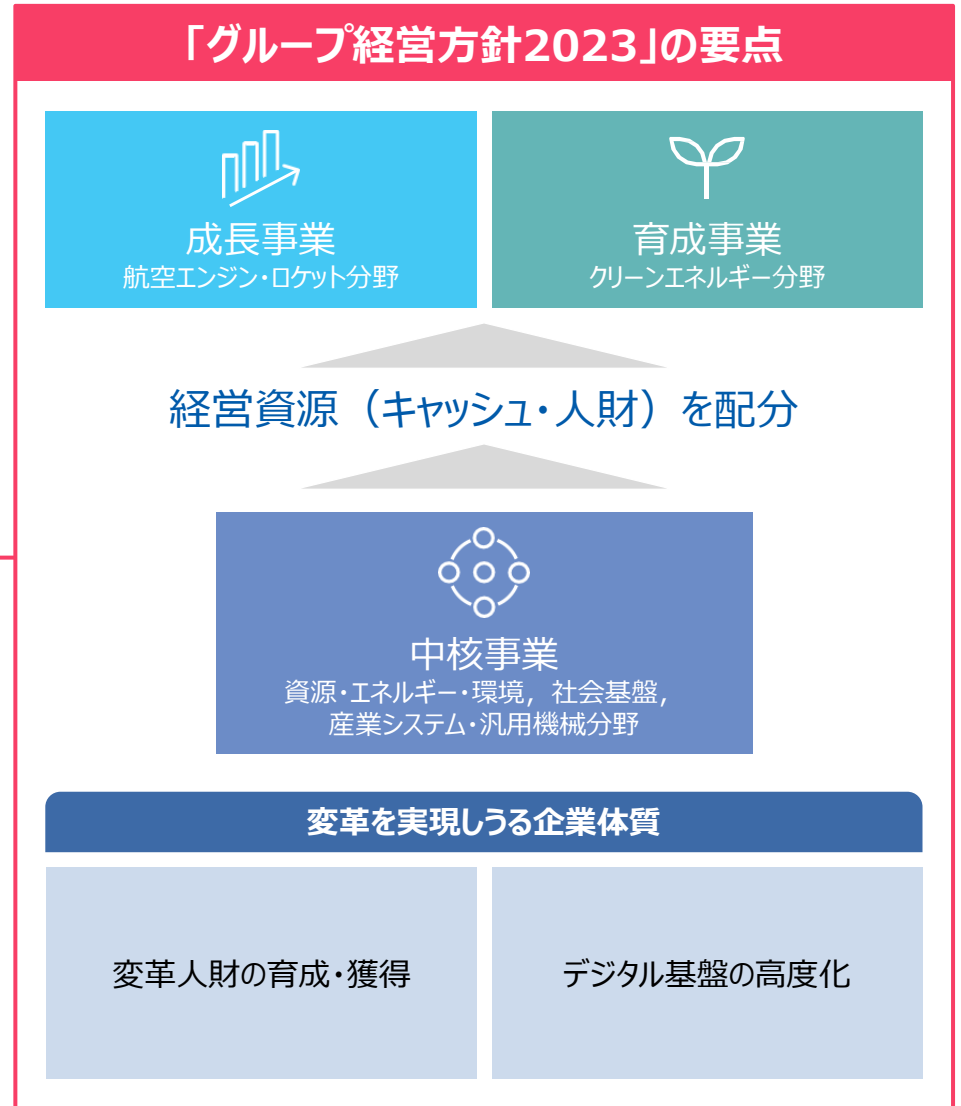 「グループ経営方針2023」の要点
成長事業
航空エンジン・ロケット分野
育成事業
クリーンエネルギー分野
経営資源（キャッシュ・人財）を配分
中核事業
資源・エネルギー・環境，社会基盤，
産業システム・汎用機械分野
変革を実現しうる企業体質
変革人財の育成・獲得
デジタル基盤の高度化